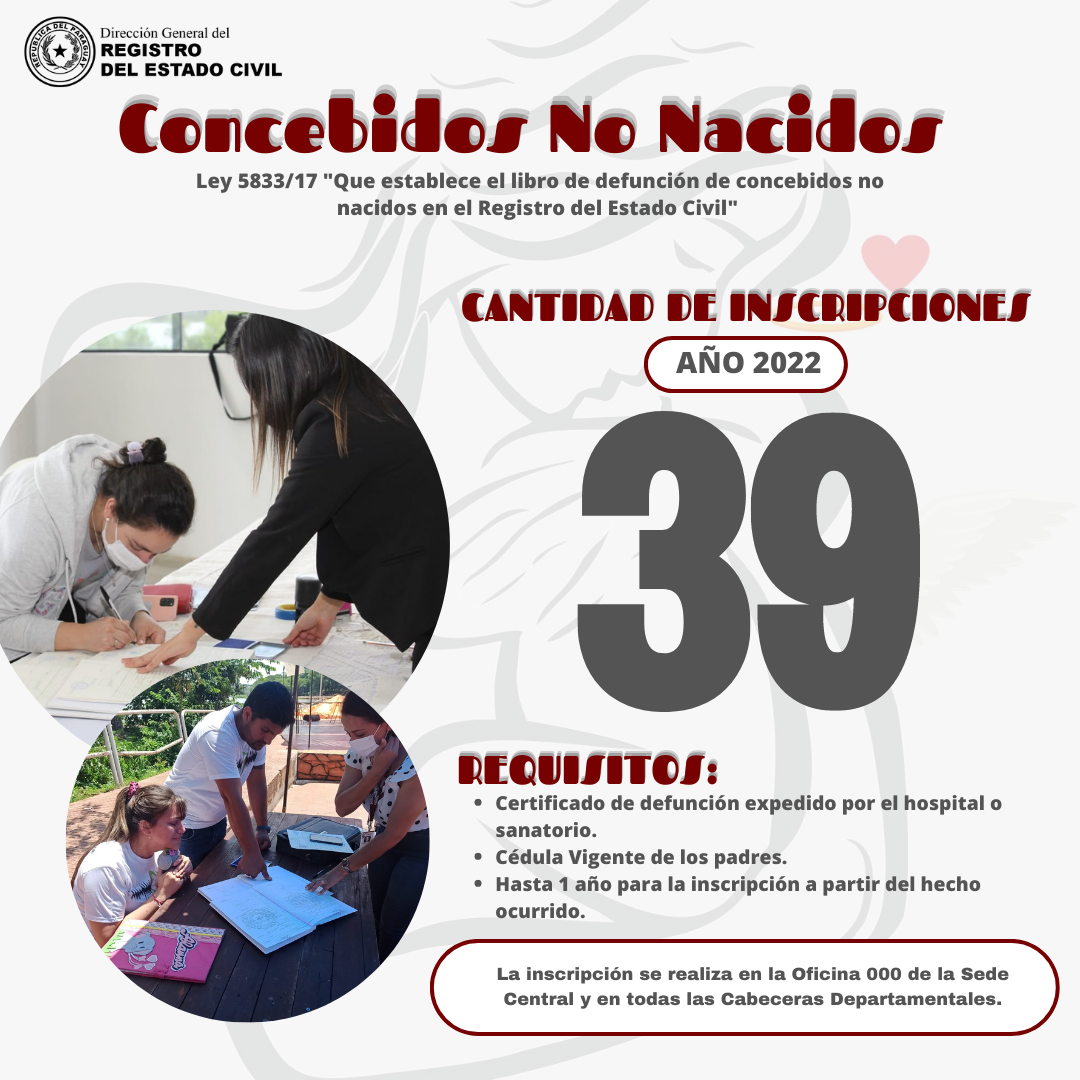 REPUBLICA DEL PARAGUAY
Dirección General del
REGISTRO
DEL ESTADO CIVIL
Concebidos No Nacidos
Ley 5833/17 "Que establece el libro de defunción de concebidos no
nacidos en el Registro del Estado Civil"
CANTIDAD DE INSCRIPCIONES
AÑO 2022
39
REQUISITOS:
• Certificado de defunción expedido por el hospital o
sanatorio.
• Cédula Vigente de los padres.
• Hasta 1 año para la inscripción a partir del hecho
ocurrido.
La inscripción se realiza en la Oficina 000 de la Sede
Central y en todas las Cabeceras Departamentales.